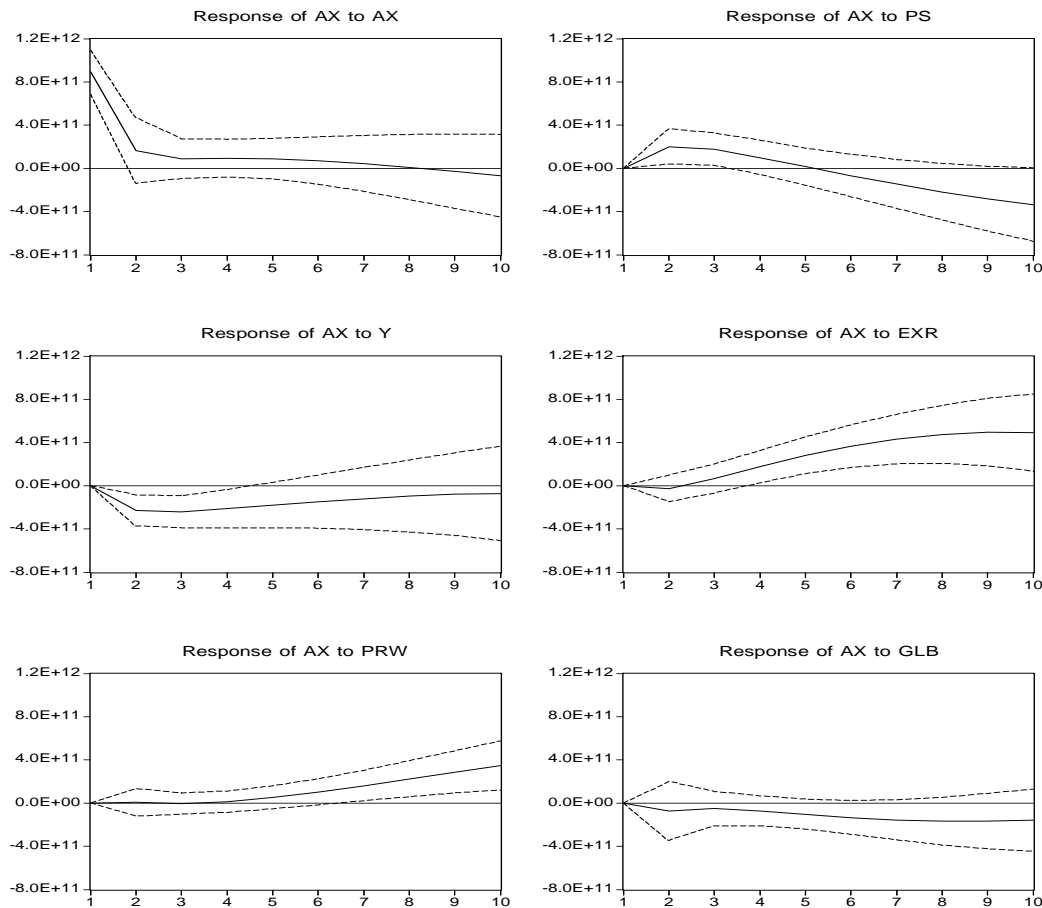 Response of AX to AX
1.2E+12
8.0E+11
4.0E+11
0.0E+00
-4.0E+11
-8.0E+11
1 2 3 4 5 6 7 8 9 10
Response of AX to PS
1.2E+12
8.0E+11
4.0E+11
0.0E+00
-4.0E+11
-8.0E+11
1 2 3 4 5 6 7 8 9 10
Response of AX to Y
1.2E+12
8.0E+11
4.0E+11
0.0E+00
-4.0E+11
-8.0E+11
1 2 3 4 5 6 7 8 9 10
Response of AX to EXR
1.2E+12
8.0E+11
4.0E+11
0.0E+00
-4.0E+11
-8.0E+11
1 2 3 4 5 6 7 8 9 10
Response of AX to PRW
1.2E+12
8.0E+11
4.0E+11
0.0E+00
-4.0E+11
-8.0E+11
1 2 3 4 5 6 7 8 9 10
Response of AX to GLB
1.2E+12
8.0E+11
4.0E+11
0.0E+00
-4.0E+11
-8.0E+11
1 2 3 4 5 6 7 8 9 10